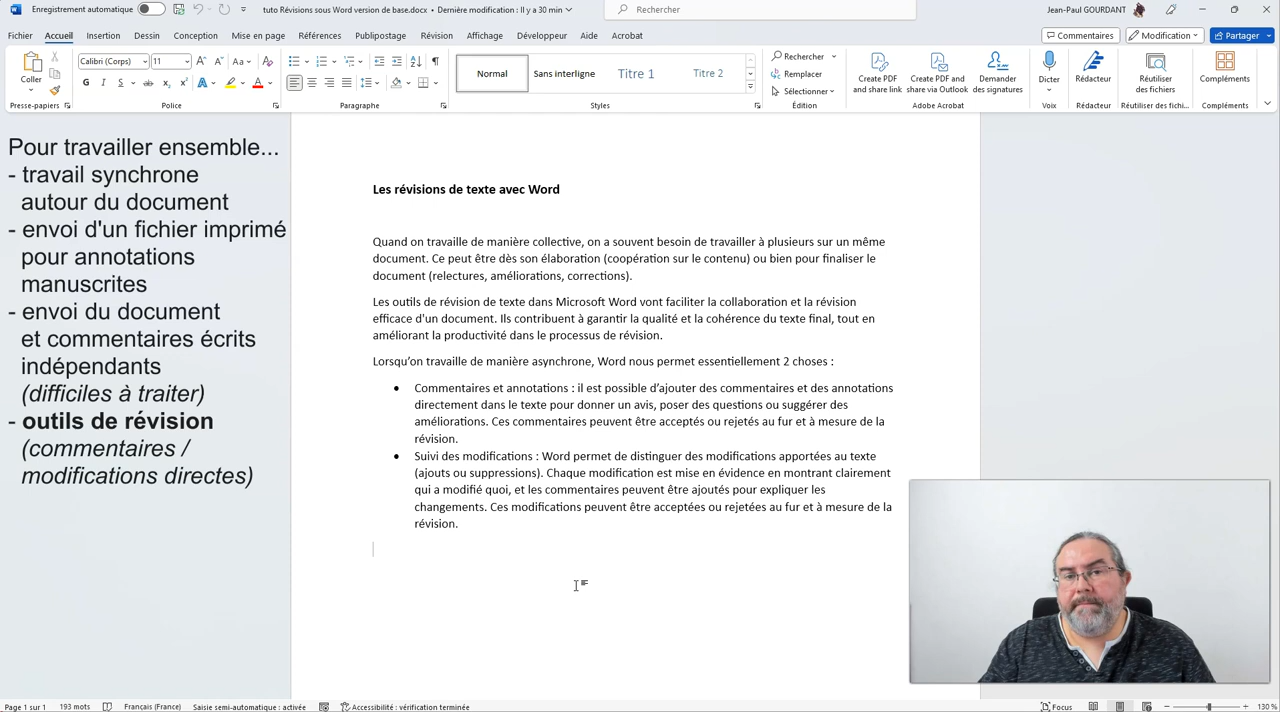 Enregistrement automatique
tuto Révisions sous Word version de base.docx • Dernière modification : Il y a 30 min
Rechercher
Jean-Paul GOURDANT
Fichier Accueil Insertion Dessin Conception Mise en page Références Publipostage Révision Affichage Développeur Aide Acrobat
Commentaires Modification Partager
Coller
Presse-papiers
Calibri (Corps) 11
G I S ab x₂ x²
Police
Paragraphe
Normal Sans interligne Titre 1 Titre 2
Styles
Rechercher
Remplacer
Sélectionner
Édition
Create PDF and share link
Create PDF and share via Outlook
Demander des signatures
Adobe Acrobat
Dicter
Voix
Rédacteur
Rédacteur
Réutiliser des fichiers
Réutiliser des fichi...
Compléments
Compléments
Pour travailler ensemble...
- travail synchrone
autour du document
- envoi d'un fichier imprimé
pour annotations
manuscrites
- envoi du document
et commentaires écrits
indépendants
(difficiles à traiter)
- outils de révision
(commentaires /
modifications directes)
Les révisions de texte avec Word
Quand on travaille de manière collective, on a souvent besoin de travailler à plusieurs sur un même
document. Ce peut être dès son élaboration (coopération sur le contenu) ou bien pour finaliser le
document (relectures, améliorations, corrections).
Les outils de révision de texte dans Microsoft Word vont faciliter la collaboration et la révision
efficace d'un document. Ils contribuent à garantir la qualité et la cohérence du texte final, tout en
améliorant la productivité dans le processus de révision.
Lorsqu'on travaille de manière asynchrone, Word nous permet essentiellement 2 choses :
• Commentaires et annotations : il est possible d'ajouter des commentaires et des annotations
directement dans le texte pour donner un avis, poser des questions ou suggérer des
améliorations. Ces commentaires peuvent être acceptés ou rejetés au fur et à mesure de la
révision.
• Suivi des modifications : Word permet de distinguer des modifications apportées au texte
(ajouts ou suppressions). Chaque modification est mise en évidence en montrant clairement
qui a modifié quoi, et les commentaires peuvent être ajoutés pour expliquer les
changements. Ces modifications peuvent être acceptées ou rejetées au fur et à mesure de la
révision.
Page 1 sur 1 193 mots Français (France) Saisie semi-automatique : activée Accessibilité : vérification terminée
Focus 130 %